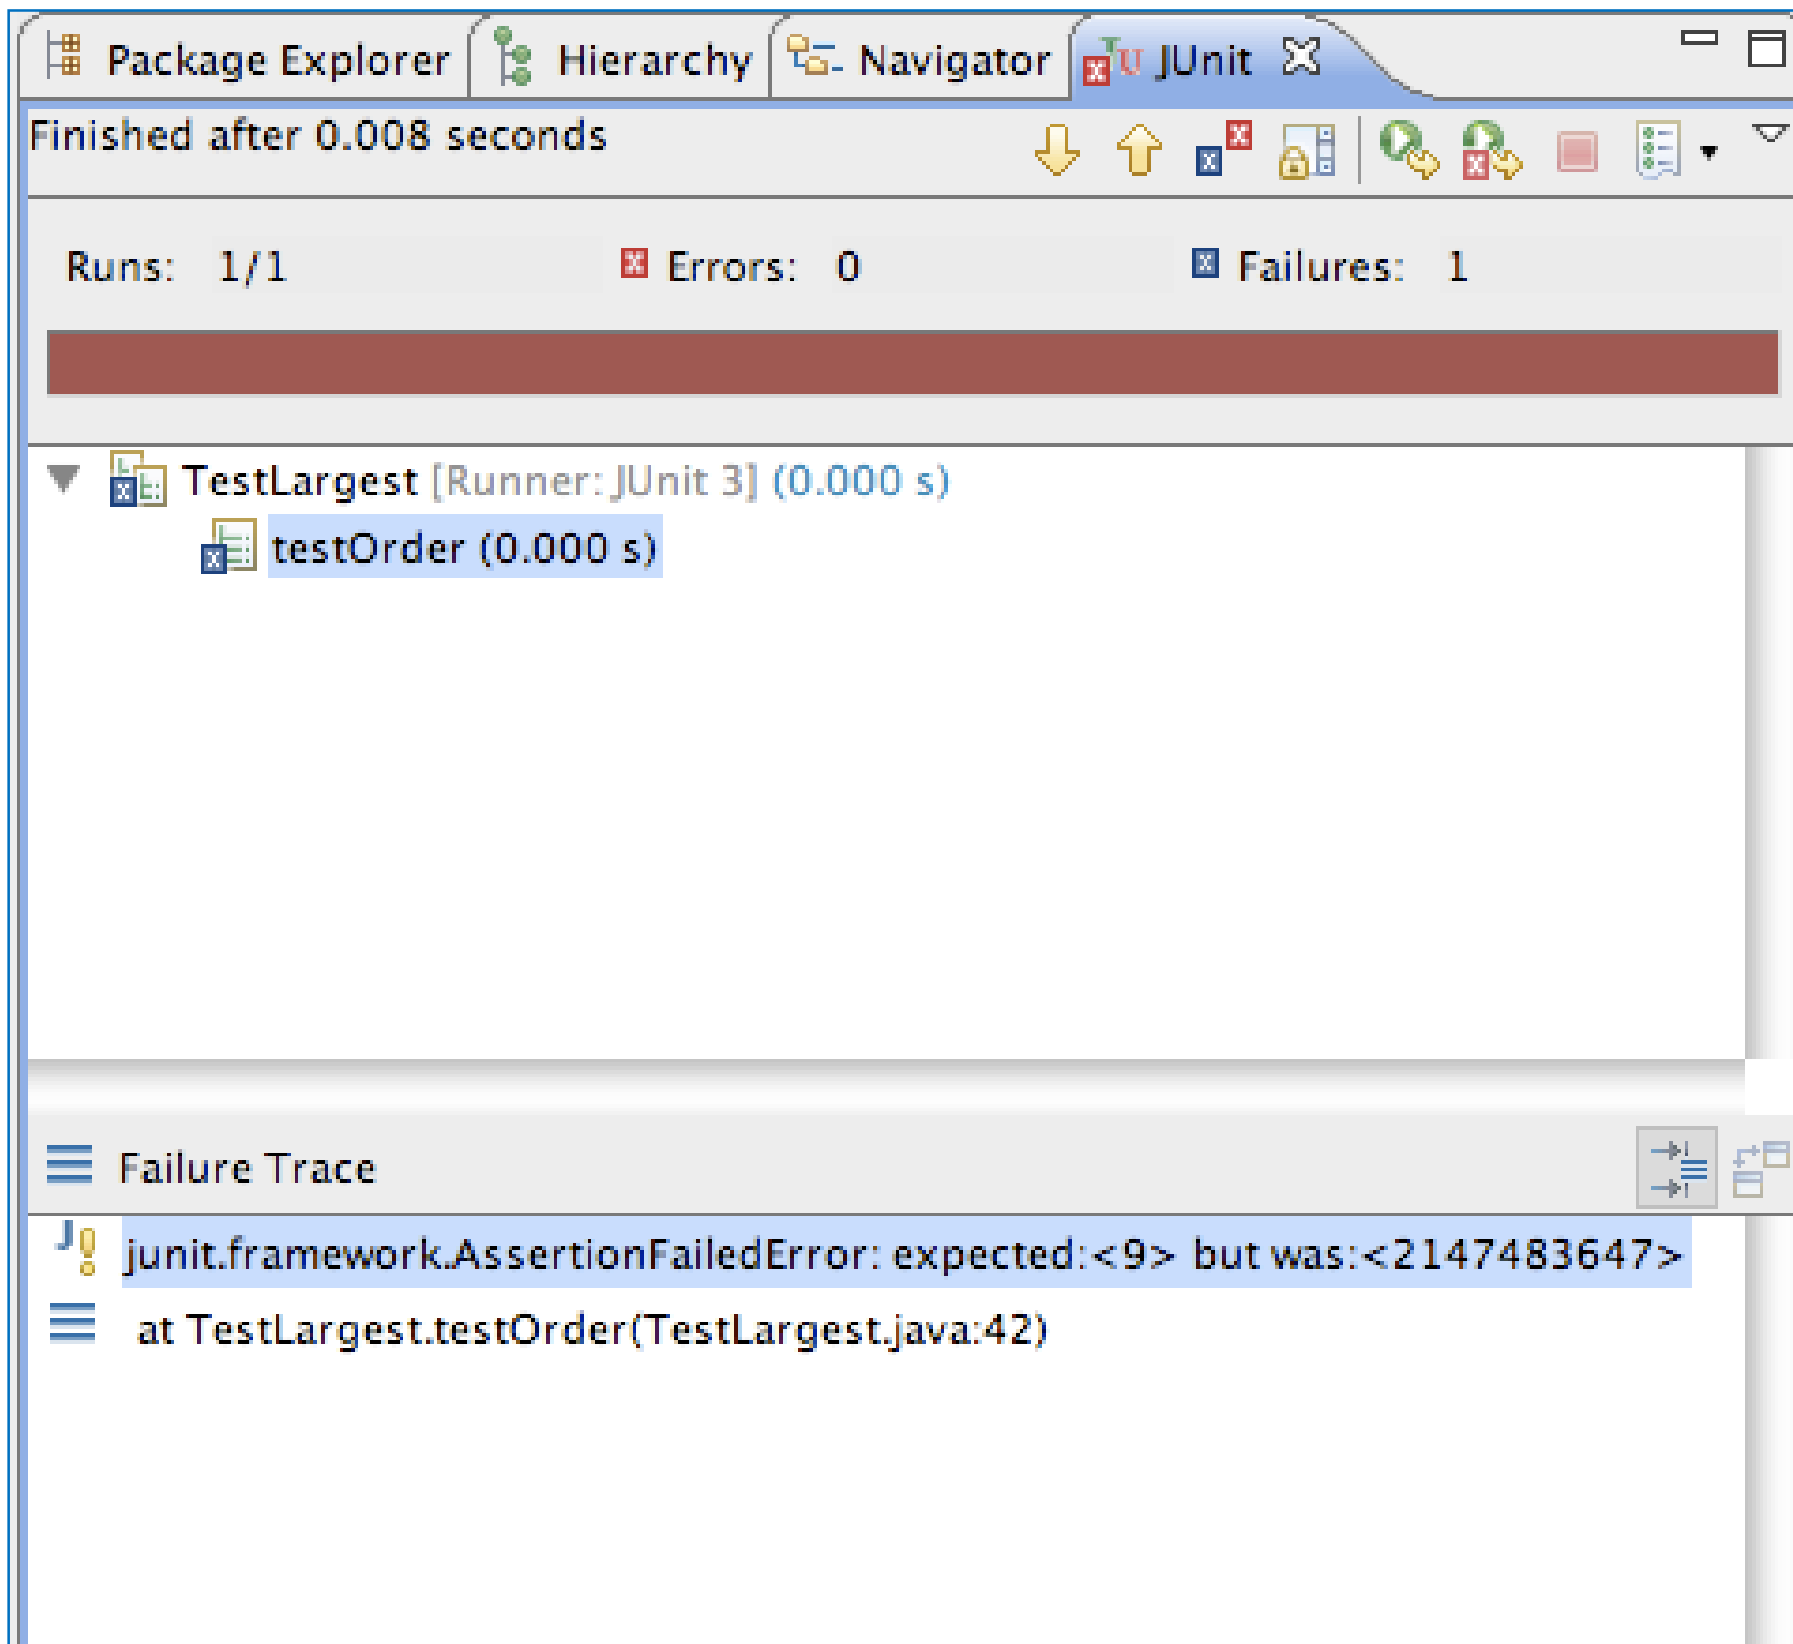 Package Explorer Hierarchy Navigator JUnit
Finished after 0.008 seconds
Runs: 1/1 Errors: 0 Failures: 1
TestLargest [Runner: JUnit 3] (0.000 s)
testOrder (0.000 s)
Failure Trace
junit.framework.AssertionFailedError: expected:<9> but was:<2147483647>
at TestLargest.testOrder(TestLargest.java:42)